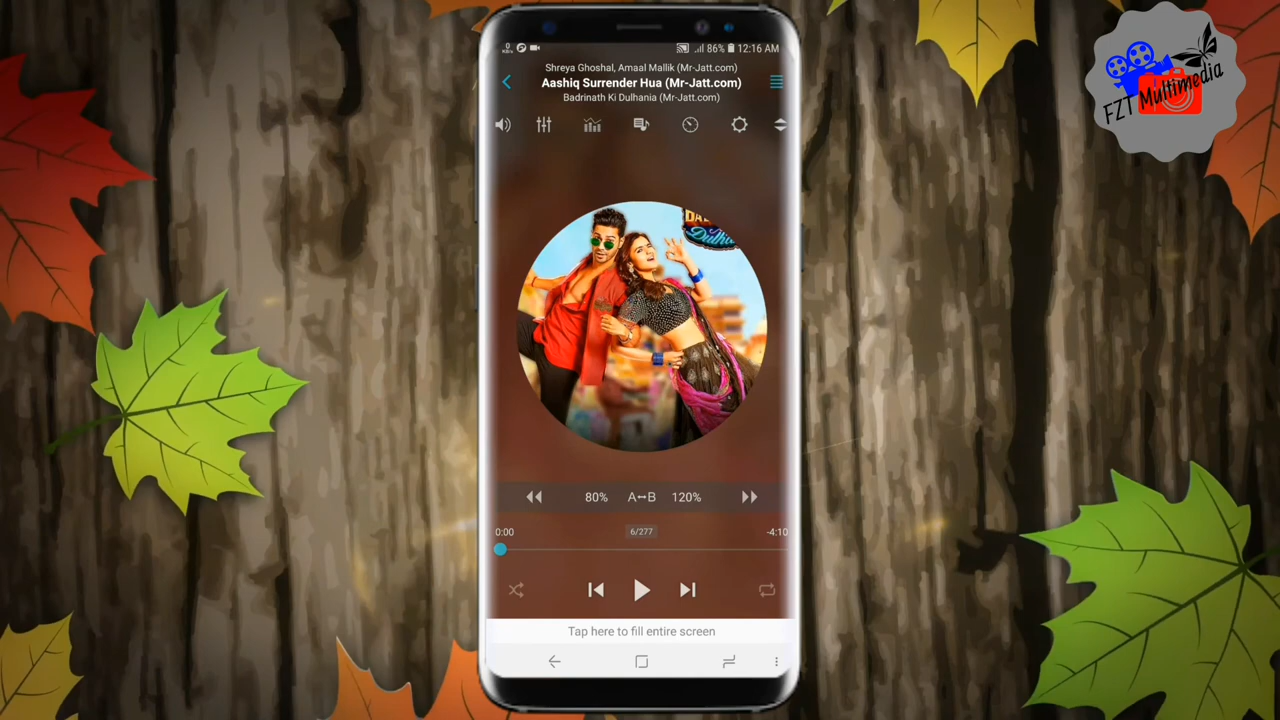 0
KB/s
86% 12:16 AM
Shreya Ghoshal, Amaal Mallik (Mr-Jatt.com)
Aashiq Surrender Hua (Mr-Jatt.com)
Badrinath Ki Dulhania (Mr-Jatt.com)
FZT Multimedia
80% A↔B 120%
0:00 6/277 -4:10
Tap here to fill entire screen